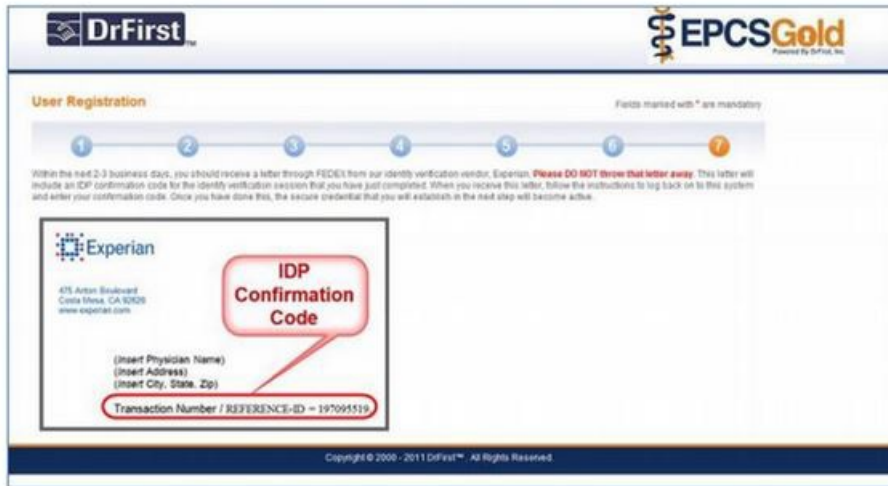 DrFirst™
EPCSGold
Powered By DrFirst, Inc.
User Registration
Fields marked with * are mandatory
1 2 3 4 5 6 7
Within the next 2-3 business days, you should receive a letter through FEDEX from our identity verification vendor, Experian. Please DO NOT throw that letter away. This letter will
include an IDP confirmation code for the identity verification session that you have just completed. When you receive this letter, follow the instructions to log back on to this system
and enter your confirmation code. Once you have done this, the secure credential that you will establish in the next step will become active.
Experian
475 Anton Boulevard
Costa Mesa, CA 92626
www.experian.com
IDP
Confirmation
Code
(Insert Physician Name)
(Insert Address)
(Insert City, State, Zip)
Transaction Number / REFERENCE-ID = 197095519
Copyright © 2000 - 2011 DrFirst™. All Rights Reserved.